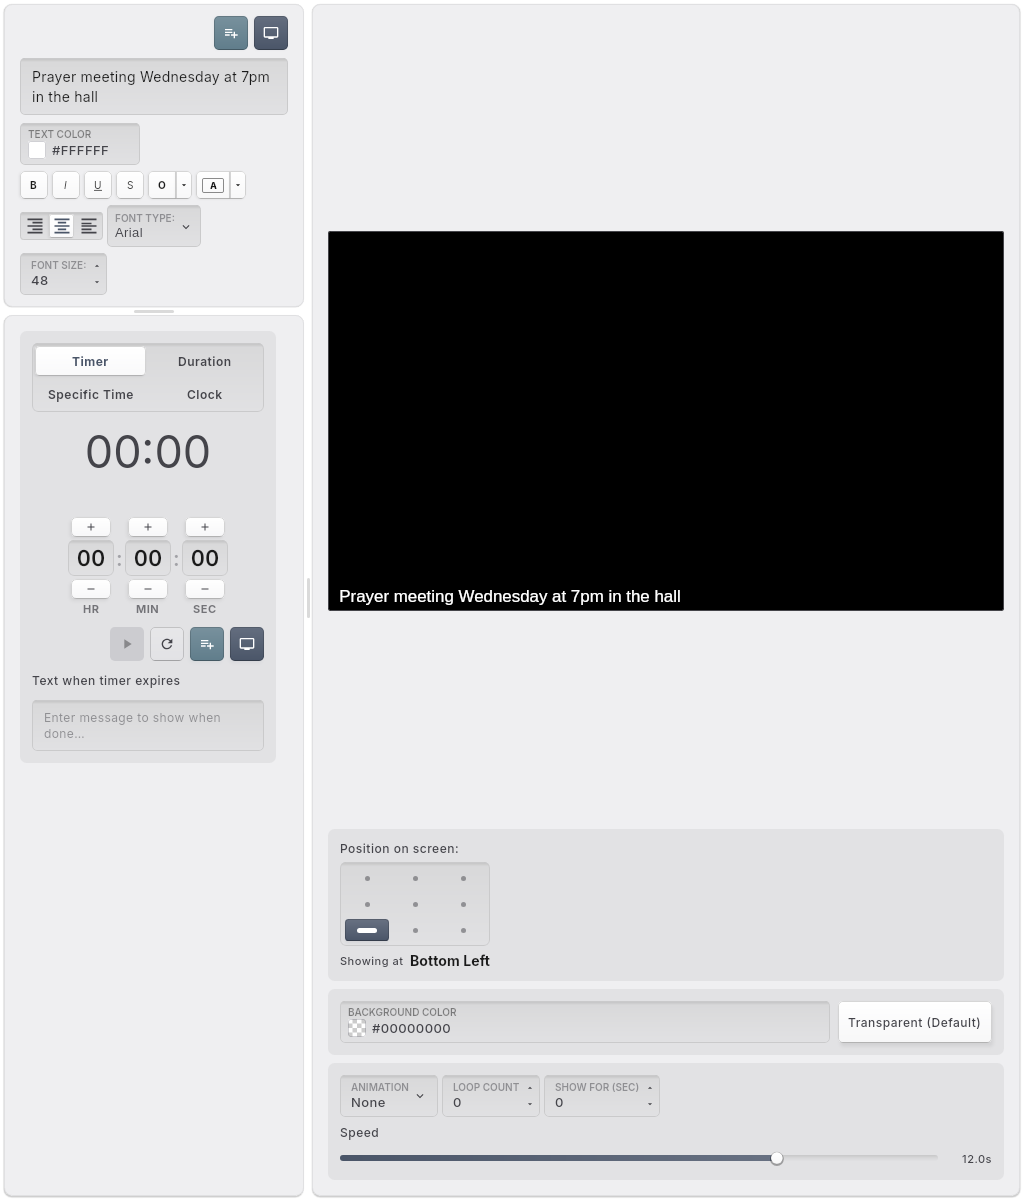 Prayer meeting Wednesday at 7pm
in the hall
TEXT COLOR
#FFFFFF
B I U S O A
FONT TYPE:
Arial
FONT SIZE:
48
Timer Duration
Specific Time Clock
00:00
+ + +
00 : 00 : 00
− − −
HR MIN SEC
Text when timer expires
Enter message to show when
done...
Prayer meeting Wednesday at 7pm in the hall
Position on screen:
Showing at Bottom Left
BACKGROUND COLOR
#00000000
Transparent (Default)
ANIMATION LOOP COUNT SHOW FOR (SEC)
None 0 0
Speed
12.0s